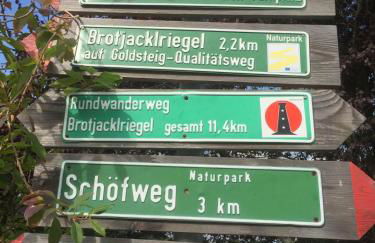 Brotjacklriegel 2,2km
auf Goldsteig-Qualitätsweg
Naturpark
Rundwanderweg
Brotjacklriegel gesamt 11,4km
Naturpark
Schöfweg 3 km